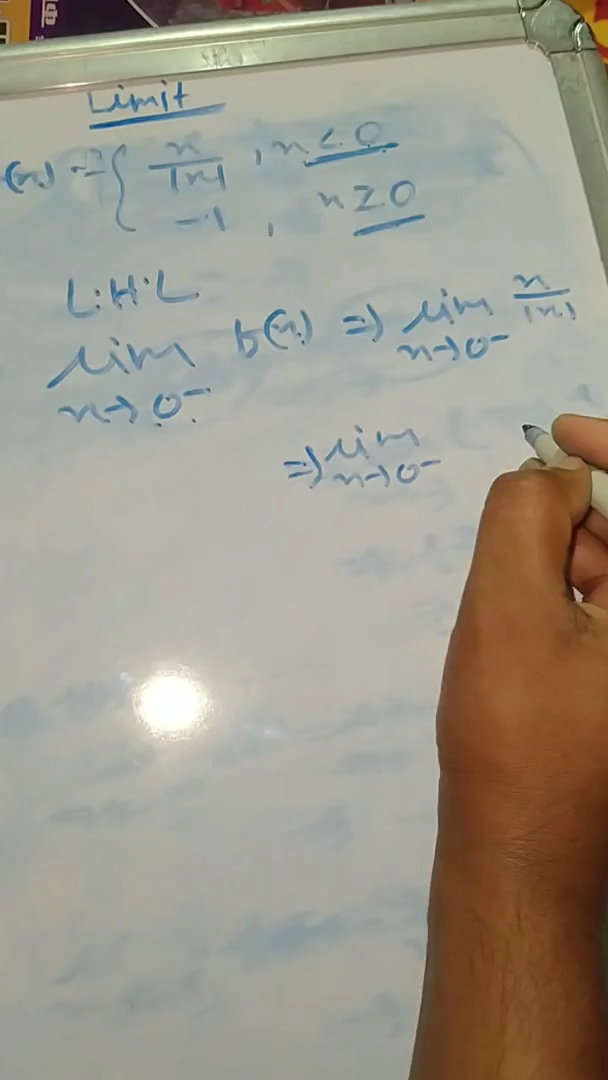 Limit
(x) = { x/|x| , x < 0
-1 , x ≥ 0
L.H.L
lim x→0⁻ f(x) ⇒ lim x→0⁻ x/|x|
⇒ lim x→0⁻